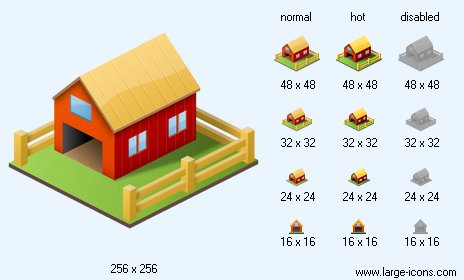 normal hot disabled
48 x 48 48 x 48 48 x 48
32 x 32 32 x 32 32 x 32
24 x 24 24 x 24 24 x 24
16 x 16 16 x 16 16 x 16
256 x 256
www.large-icons.com